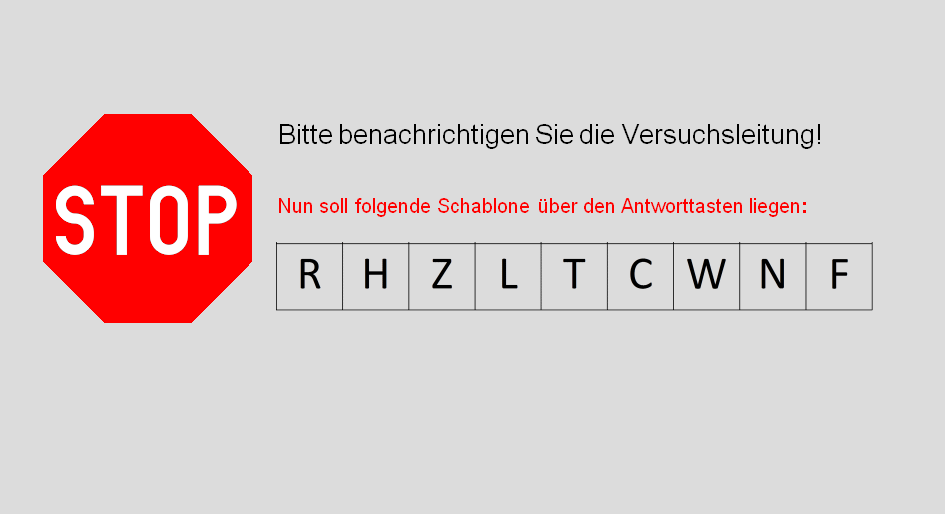 STOP
Bitte benachrichtigen Sie die Versuchsleitung!
Nun soll folgende Schablone über den Antworttasten liegen:
R H Z L T C W N F